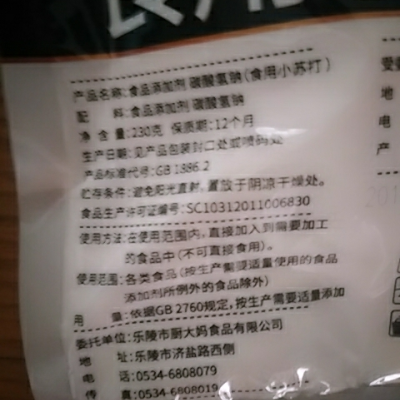 产品名称:食品添加剂 碳酸氢钠(食用小苏打)
配 料:食品添加剂 碳酸氢钠
净 含 量:230克 保质期:12个月
生产日期:见产品包装封口处或喷码处
产品标准代号:GB 1886.2
贮存条件:避免阳光直射,置放于阴凉干燥处。
食品生产许可证编号:SC10312011006830
使用方法:在使用范围内,直接加入到需要加工
的食品中(不可直接食用)。
使用范围:各类食品(按生产需要适量使用的食品
添加剂所例外的食品除外)
用 量:依据GB 2760规定,按生产需要适量添加
委托单位:乐陵市厨大妈食品有限公司
地 址:乐陵市济盐路西侧
电 话:0534-6808079
传 真:0534-6808019
受
地
电
产